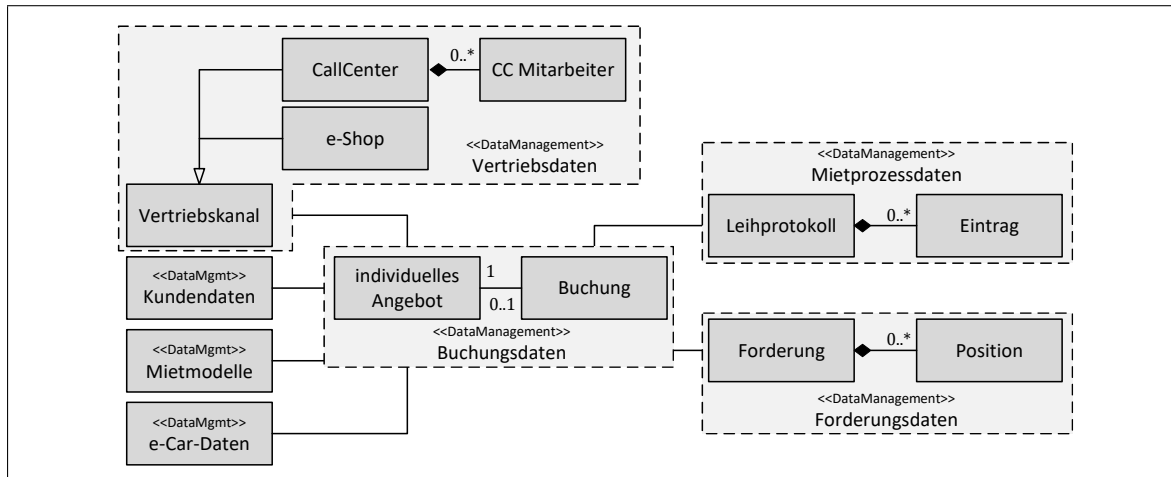 CallCenter
0..*
CC Mitarbeiter
e-Shop
<<DataManagement>>
Vertriebsdaten
Vertriebskanal
<<DataMgmt>>
Kundendaten
<<DataMgmt>>
Mietmodelle
<<DataMgmt>>
e-Car-Daten
individuelles
Angebot
1
0..1
Buchung
<<DataManagement>>
Buchungsdaten
<<DataManagement>>
Mietprozessdaten
Leihprotokoll
0..*
Eintrag
Forderung
0..*
Position
<<DataManagement>>
Forderungsdaten